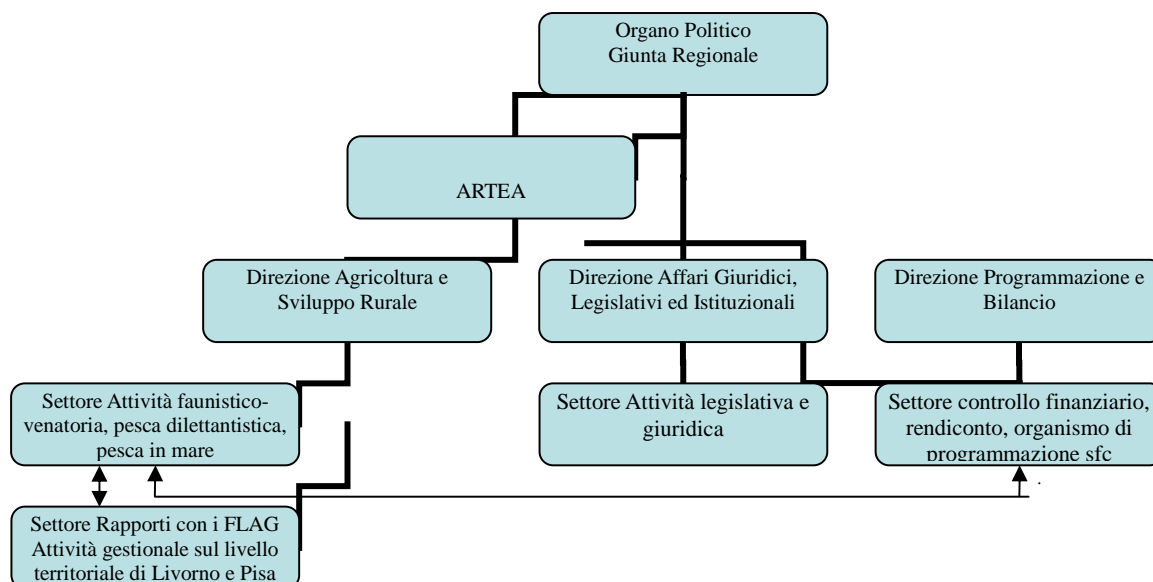 Organo Politico
Giunta Regionale
ARTEA
Direzione Agricoltura e
Sviluppo Rurale
Direzione Affari Giuridici,
Legislativi ed Istituzionali
Direzione Programmazione e
Bilancio
Settore Attività faunistico-
venatoria, pesca dilettantistica,
pesca in mare
Settore Attività legislativa e
giuridica
Settore controllo finanziario,
rendiconto, organismo di
programmazione sfc
.
Settore Rapporti con i FLAG
Attività gestionale sul livello
territoriale di Livorno e Pisa